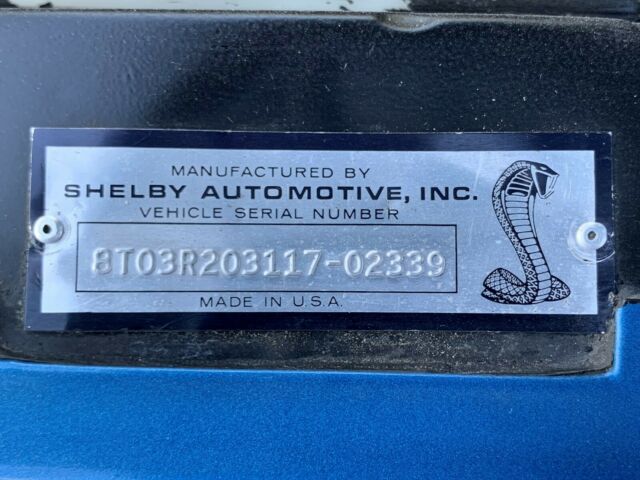 MANUFACTURED BY
SHELBY AUTOMOTIVE, INC.
VEHICLE SERIAL NUMBER
8T03R203117-02339
MADE IN U.S.A.